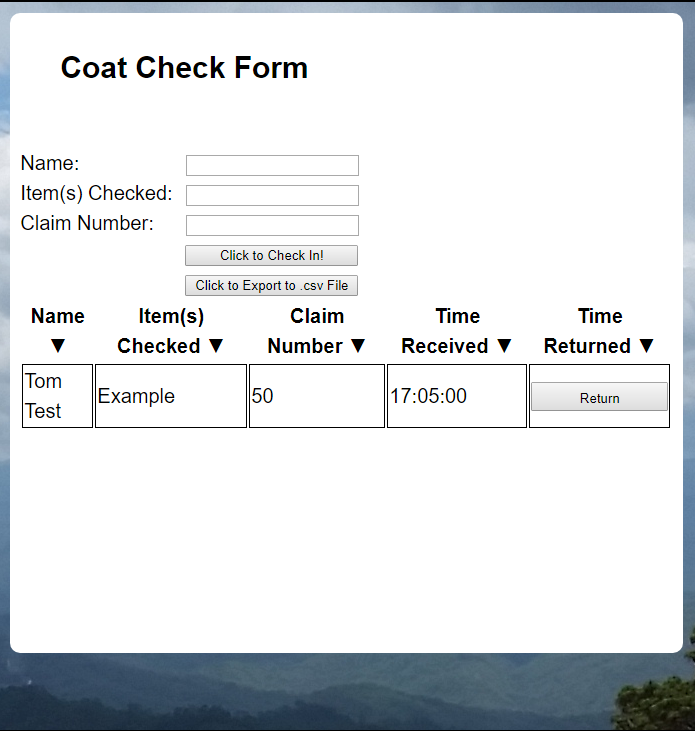 Coat Check Form
Name:
Item(s) Checked:
Claim Number:
Click to Check In!
Click to Export to .csv File
Name ▼ Item(s) Checked ▼ Claim Number ▼ Time Received ▼ Time Returned ▼
Tom Test Example 50 17:05:00 Return